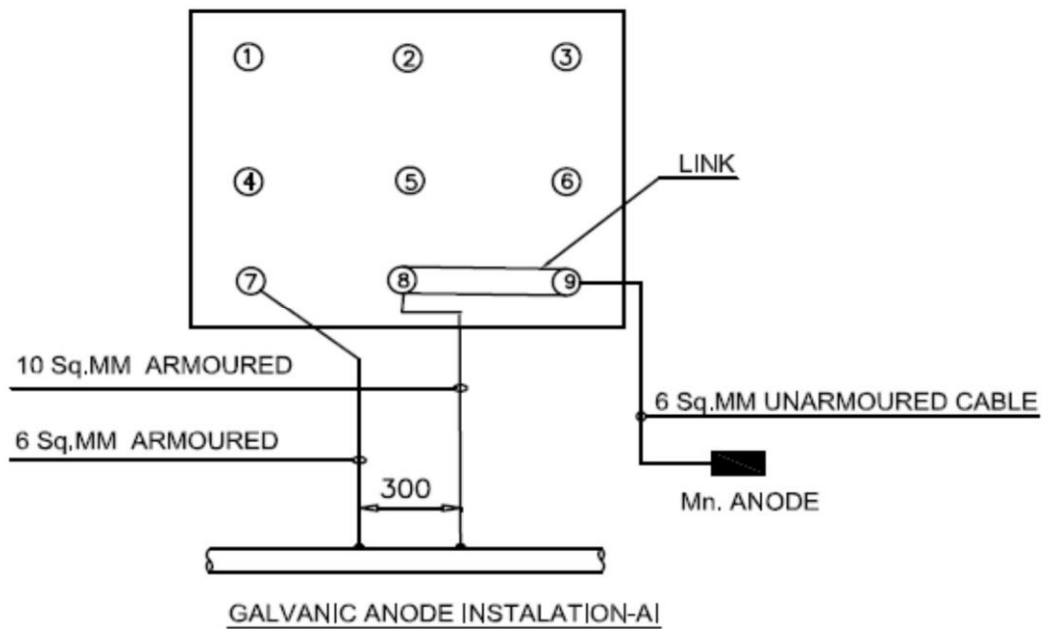 1 2 3
4 5 6
LINK
7 8 9
10 Sq.MM ARMOURED
6 Sq.MM UNARMOURED CABLE
6 Sq.MM ARMOURED
300
Mn. ANODE
GALVANIC ANODE INSTALATION-AI